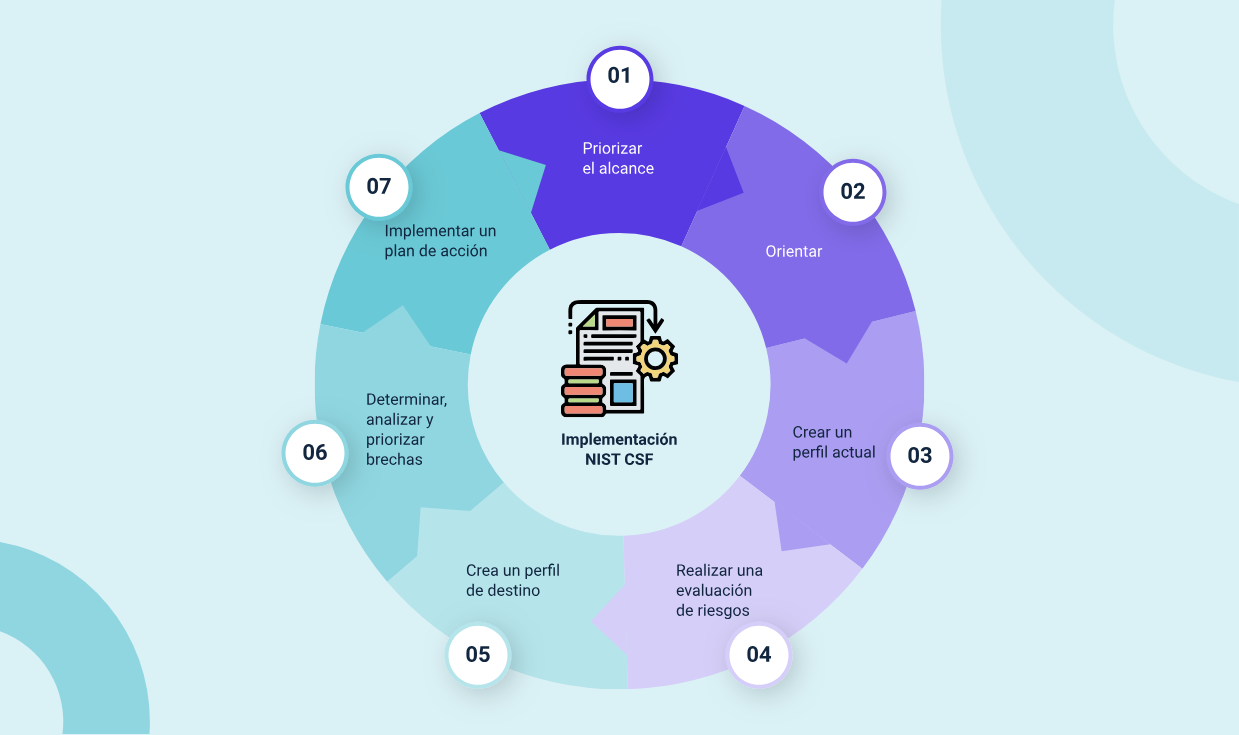 01
Priorizar
el alcance
02
Orientar
03
Crear un
perfil actual
04
Realizar una
evaluación
de riesgos
05
Crea un perfil
de destino
06
Determinar,
analizar y
priorizar
brechas
07
Implementar un
plan de acción
Implementación
NIST CSF